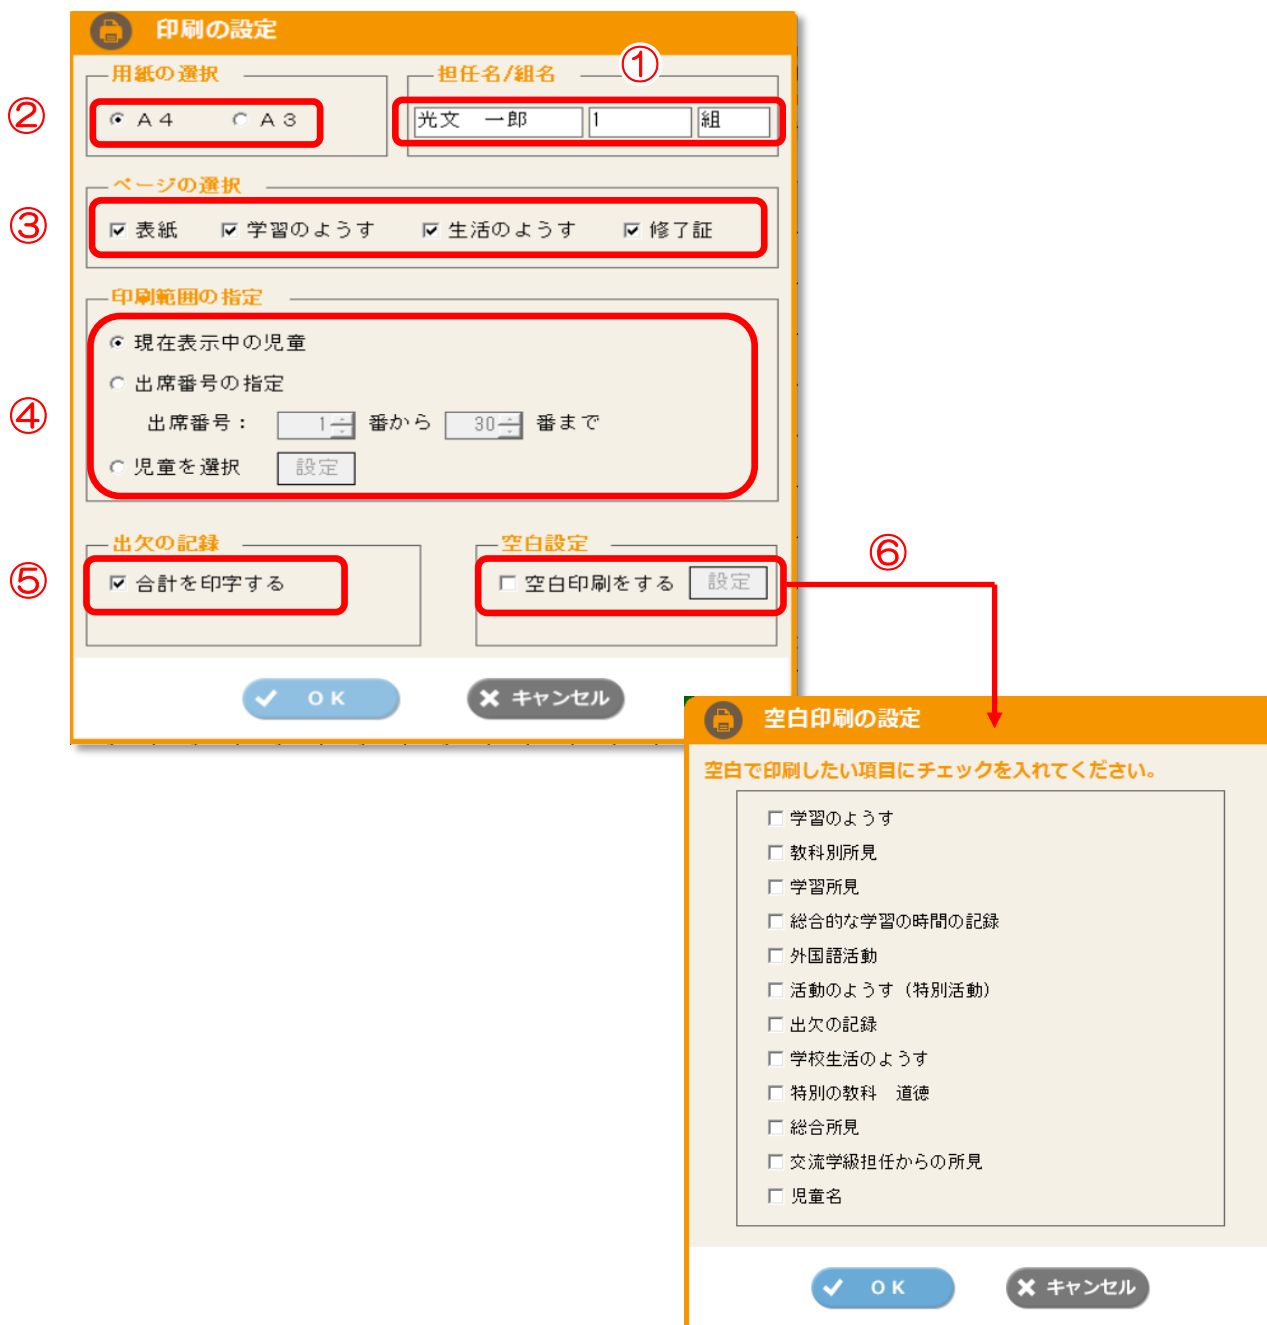 印刷の設定
用紙の選択
担任名/組名
①
②
A4
A3
光文　一郎
1
組
ページの選択
③
表紙
学習のようす
生活のようす
修了証
印刷範囲の指定
現在表示中の児童
出席番号の指定
④
出席番号：
1
番から
30
番まで
児童を選択
設定
出欠の記録
空白設定
⑤
合計を印字する
空白印刷をする
設定
⑥
OK
キャンセル
空白印刷の設定
空白で印刷したい項目にチェックを入れてください。
学習のようす
教科別所見
学習所見
総合的な学習の時間の記録
外国語活動
活動のようす（特別活動）
出欠の記録
学校生活のようす
特別の教科　道徳
総合所見
交流学級担任からの所見
児童名
OK
キャンセル